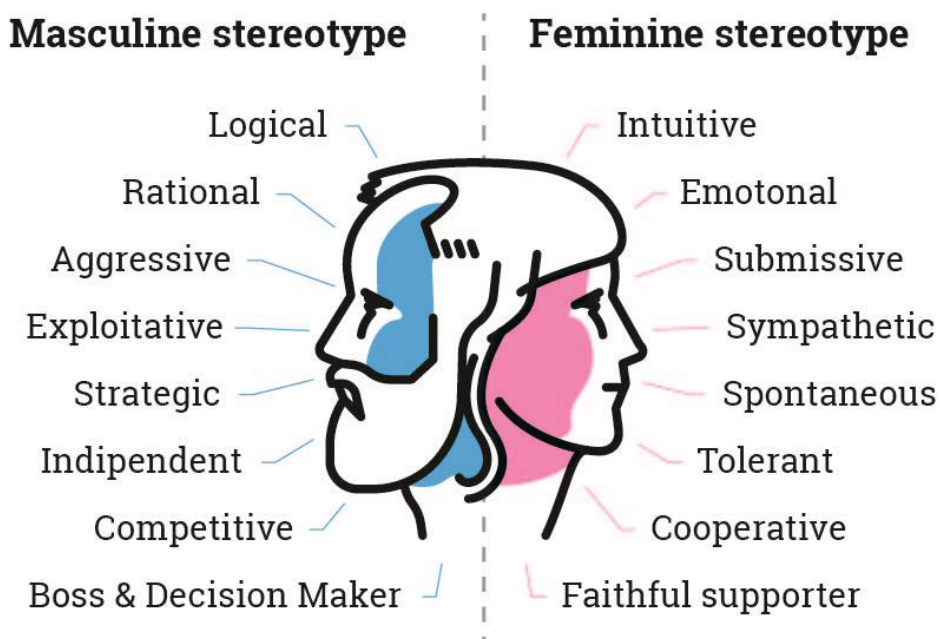 Masculine stereotype
Logical
Rational
Aggressive
Exploitative
Strategic
Indipendent
Competitive
Boss & Decision Maker
Feminine stereotype
Intuitive
Emotonal
Submissive
Sympathetic
Spontaneous
Tolerant
Cooperative
Faithful supporter